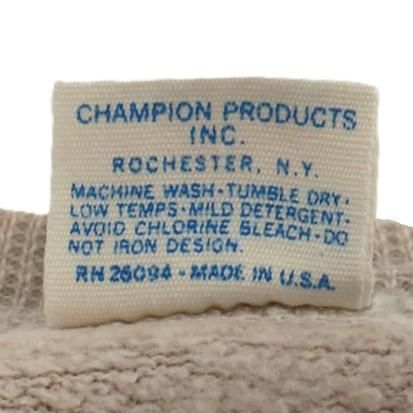 CHAMPION PRODUCTS
INC.
ROCHESTER, N.Y.
MACHINE WASH·TUMBLE DRY·
LOW TEMPS·MILD DETERGENT·
AVOID CHLORINE BLEACH·DO
NOT IRON DESIGN.
RN 26094 · MADE IN U.S.A.